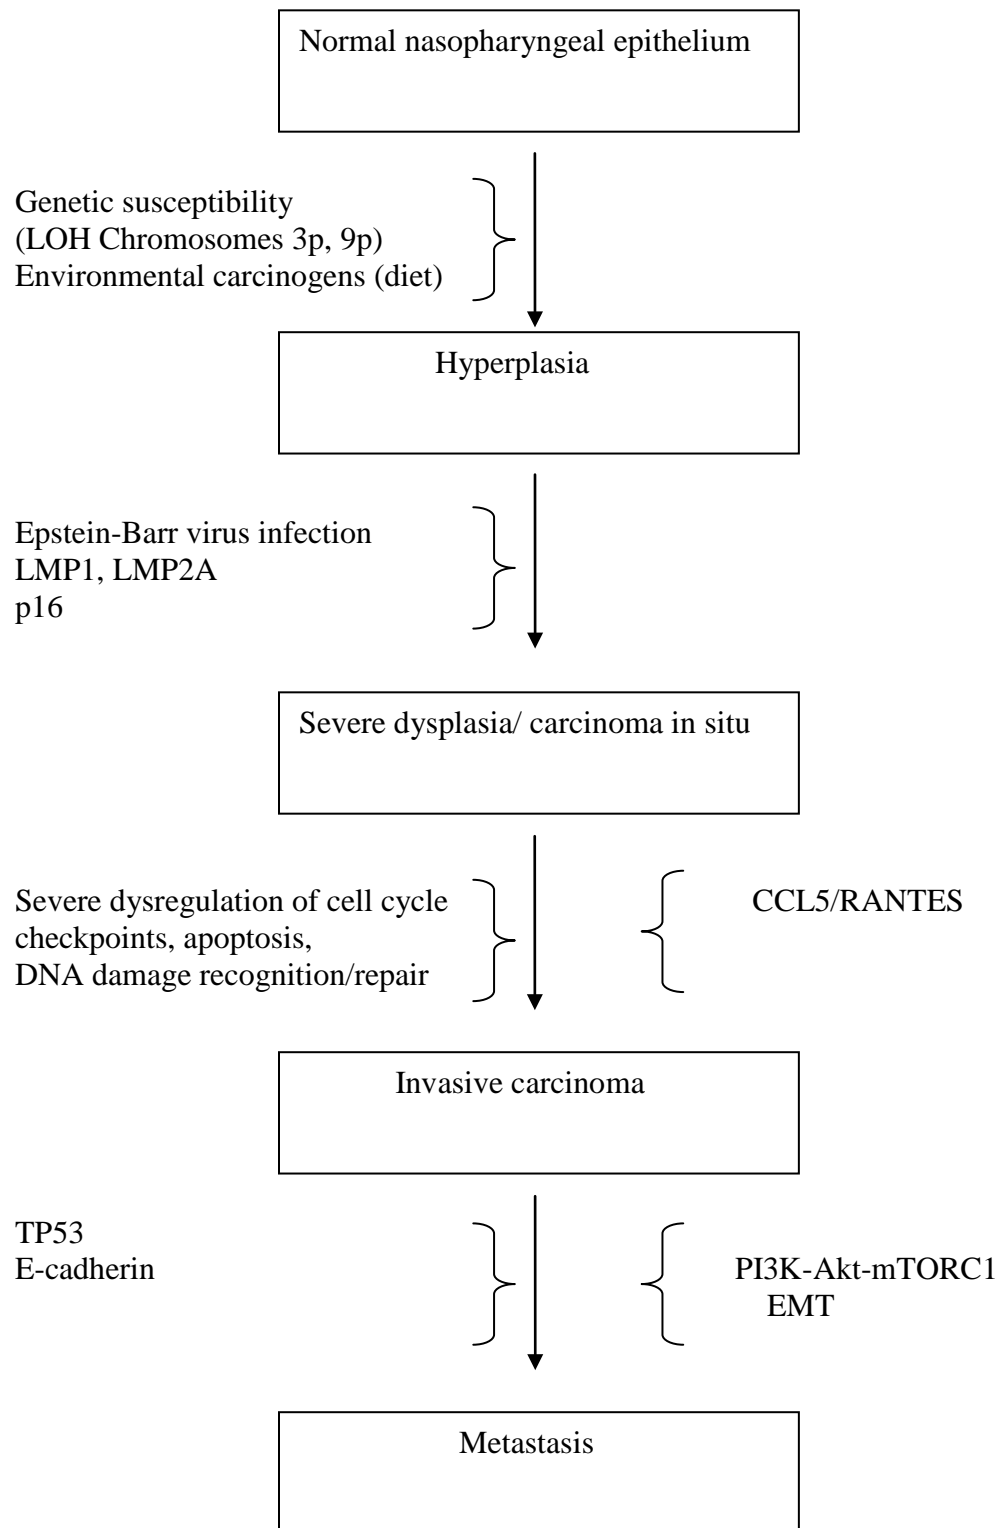 Normal nasopharyngeal epithelium
Genetic susceptibility
(LOH Chromosomes 3p, 9p)
Environmental carcinogens (diet)
Hyperplasia
Epstein-Barr virus infection
LMP1, LMP2A
p16
Severe dysplasia/ carcinoma in situ
Severe dysregulation of cell cycle
checkpoints, apoptosis,
DNA damage recognition/repair
CCL5/RANTES
Invasive carcinoma
TP53
E-cadherin
PI3K-Akt-mTORC1
EMT
Metastasis